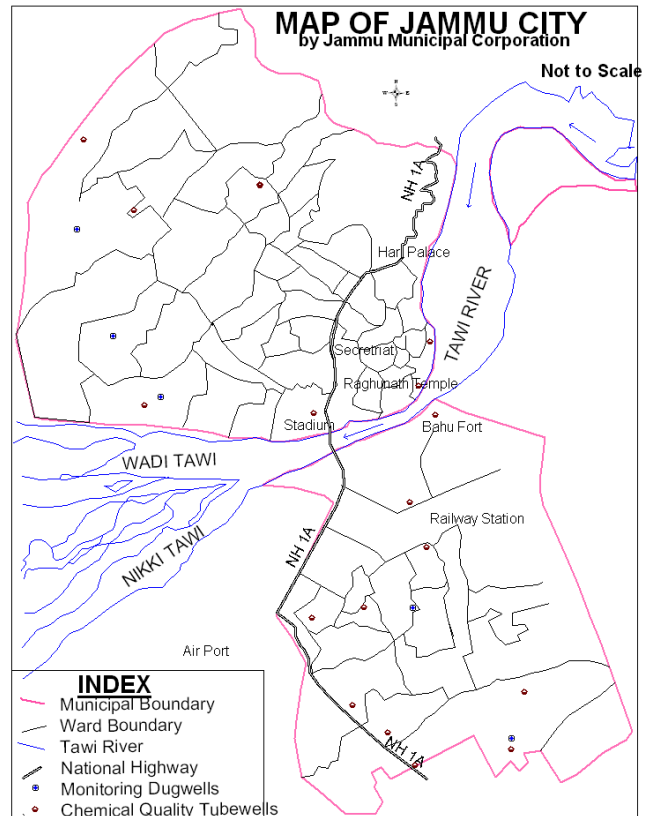 MAP OF JAMMU CITY
by Jammu Municipal Corporation
Not to Scale
N
W E
S
NH 1A
Hari Palace
TAWI RIVER
Secretriat
Raghunath Temple
Stadium
Bahu Fort
WADI TAWI
Railway Station
NH 1A
NIKKI TAWI
Air Port
NH 1A
INDEX
Municipal Boundary
Ward Boundary
Tawi River
National Highway
Monitoring Dugwells
Chemical Quality Tubewells